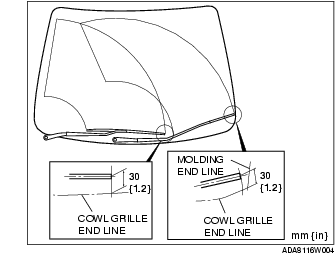 MOLDING
END LINE
30
{1.2}
30
{1.2}
COWL GRILLE
END LINE
COWL GRILLE
END LINE
mm {in}
ADA8116W004